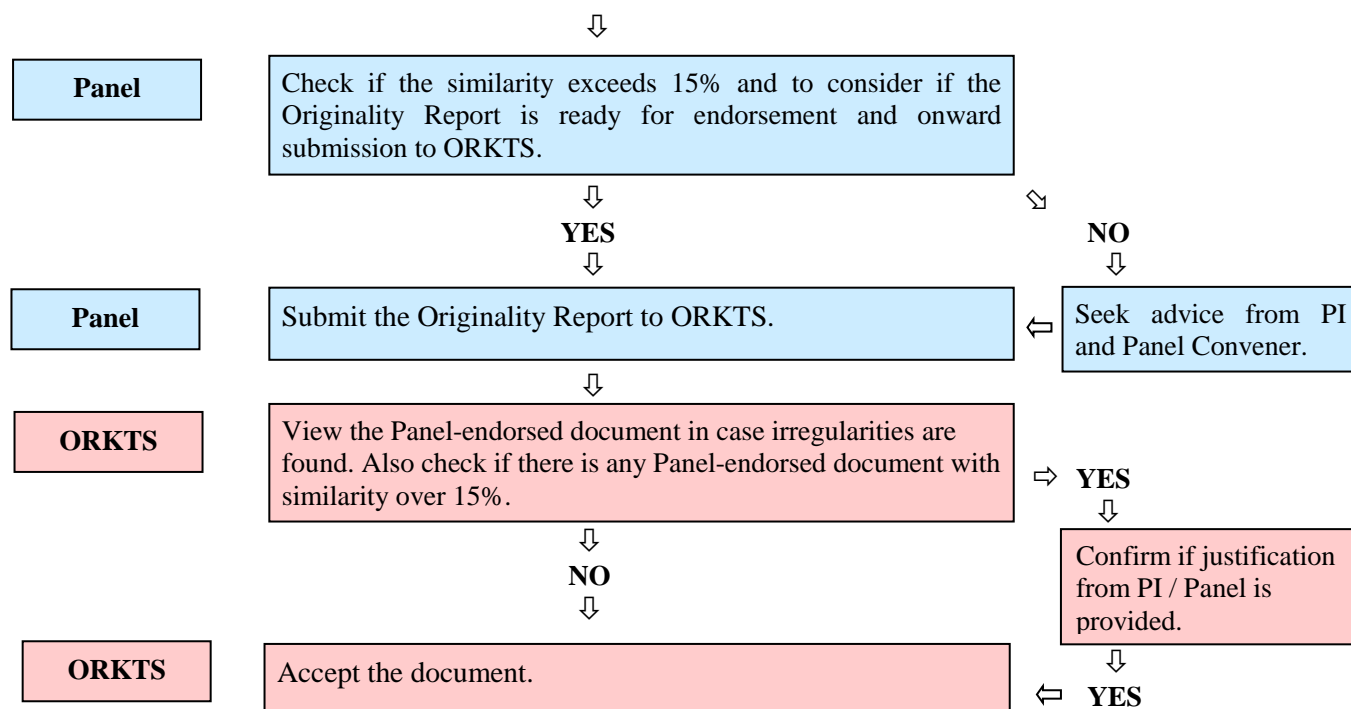 Panel
Check if the similarity exceeds 15% and to consider if the
Originality Report is ready for endorsement and onward
submission to ORKTS.
YES
NO
Panel
Submit the Originality Report to ORKTS.
Seek advice from PI
and Panel Convener.
ORKTS
View the Panel-endorsed document in case irregularities are
found. Also check if there is any Panel-endorsed document with
similarity over 15%.
YES
NO
Confirm if justification
from PI / Panel is
provided.
ORKTS
Accept the document.
YES